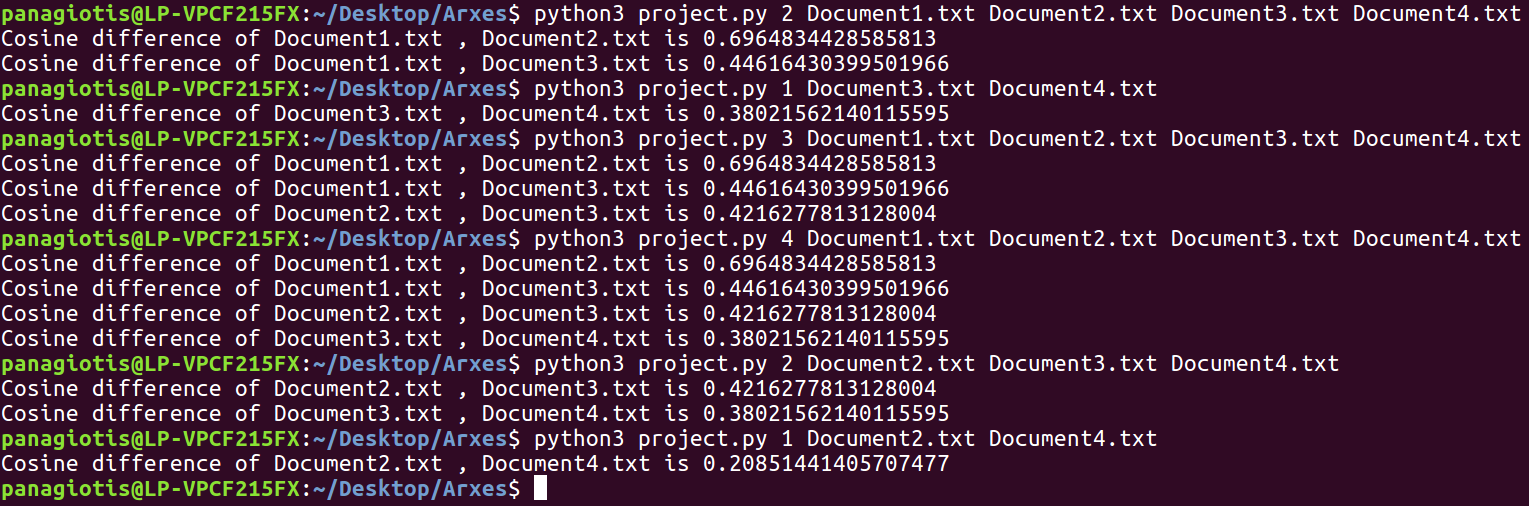 panagiotis@LP-VPCF215FX:~/Desktop/Arxes$ python3 project.py 2 Document1.txt Document2.txt Document3.txt Document4.txt
Cosine difference of Document1.txt , Document2.txt is 0.6964834428585813
Cosine difference of Document1.txt , Document3.txt is 0.44616430399501966
panagiotis@LP-VPCF215FX:~/Desktop/Arxes$ python3 project.py 1 Document3.txt Document4.txt
Cosine difference of Document3.txt , Document4.txt is 0.38021562140115595
panagiotis@LP-VPCF215FX:~/Desktop/Arxes$ python3 project.py 3 Document1.txt Document2.txt Document3.txt Document4.txt
Cosine difference of Document1.txt , Document2.txt is 0.6964834428585813
Cosine difference of Document1.txt , Document3.txt is 0.44616430399501966
Cosine difference of Document2.txt , Document3.txt is 0.4216277813128004
panagiotis@LP-VPCF215FX:~/Desktop/Arxes$ python3 project.py 4 Document1.txt Document2.txt Document3.txt Document4.txt
Cosine difference of Document1.txt , Document2.txt is 0.6964834428585813
Cosine difference of Document1.txt , Document3.txt is 0.44616430399501966
Cosine difference of Document2.txt , Document3.txt is 0.4216277813128004
Cosine difference of Document3.txt , Document4.txt is 0.38021562140115595
panagiotis@LP-VPCF215FX:~/Desktop/Arxes$ python3 project.py 2 Document2.txt Document3.txt Document4.txt
Cosine difference of Document2.txt , Document3.txt is 0.4216277813128004
Cosine difference of Document3.txt , Document4.txt is 0.38021562140115595
panagiotis@LP-VPCF215FX:~/Desktop/Arxes$ python3 project.py 1 Document2.txt Document4.txt
Cosine difference of Document2.txt , Document4.txt is 0.20851441405707477
panagiotis@LP-VPCF215FX:~/Desktop/Arxes$